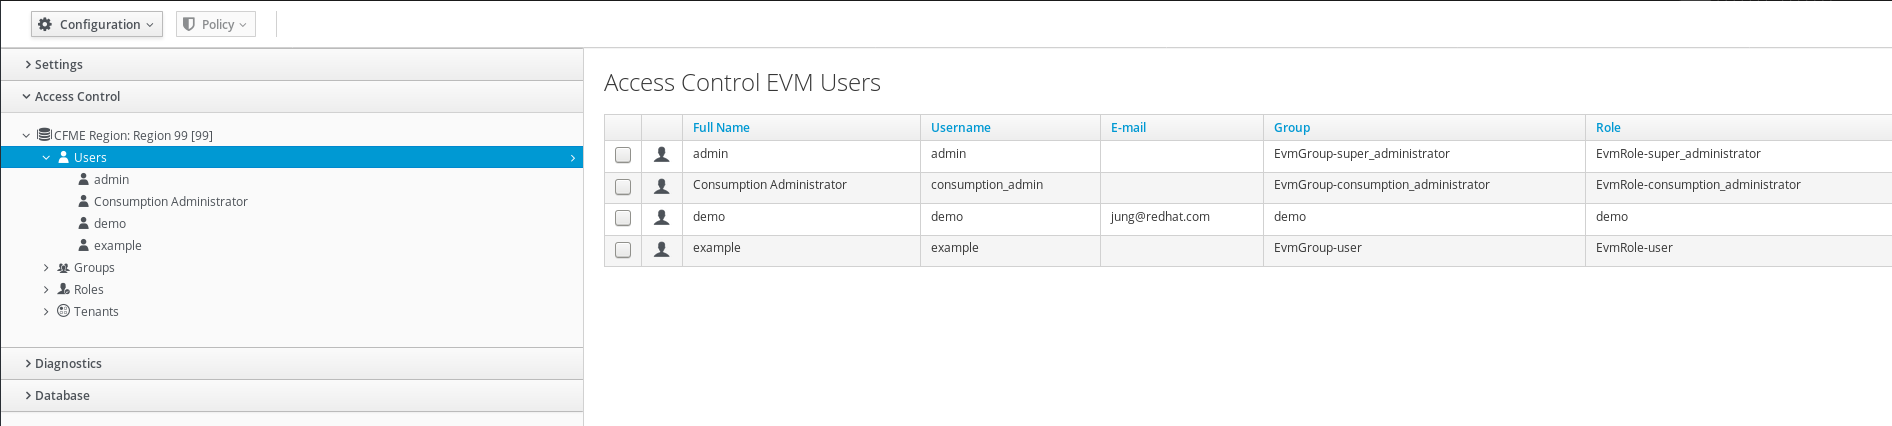 Configuration Policy
Settings
Access Control
CFME Region: Region 99 [99]
Users
admin
Consumption Administrator
demo
example
Groups
Roles
Tenants
Diagnostics
Database
Access Control EVM Users
Full Name Username E-mail Group Role
admin admin EvmGroup-super_administrator EvmRole-super_administrator
Consumption Administrator consumption_admin EvmGroup-consumption_administrator EvmRole-consumption_administrator
demo demo jung@redhat.com demo demo
example example EvmGroup-user EvmRole-user